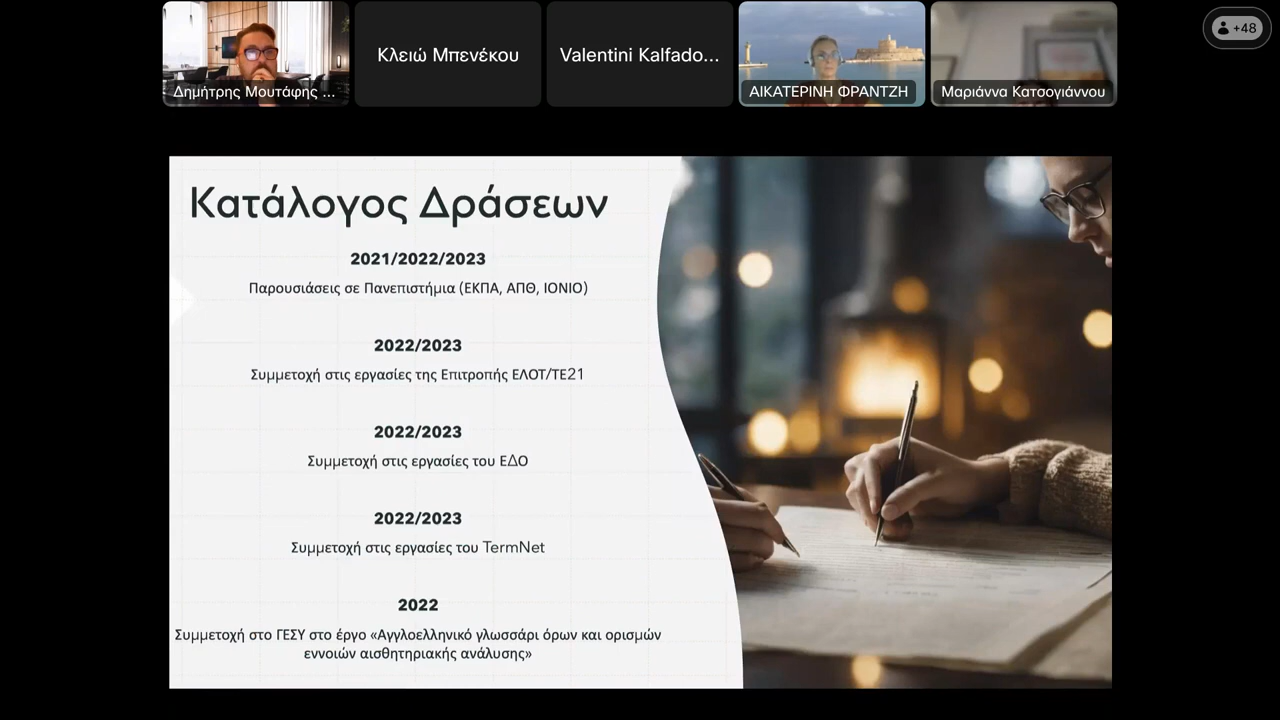 Δημήτρης Μουτάφης ...
Κλειώ Μπενέκου
Valentini Kalfado...
ΑΙΚΑΤΕΡΙΝΗ ΦΡΑΝΤΖΗ
Μαριάννα Κατσογιάννου
+48
Κατάλογος Δράσεων
2021/2022/2023
Παρουσιάσεις σε Πανεπιστήμια (ΕΚΠΑ, ΑΠΘ, ΙΟΝΙΟ)
2022/2023
Συμμετοχή στις εργασίες της Επιτροπής ΕΛΟΤ/ΤΕ21
2022/2023
Συμμετοχή στις εργασίες του ΕΔΟ
2022/2023
Συμμετοχή στις εργασίες του TermNet
2022
Συμμετοχή στο ΓΕΣΥ στο έργο «Αγγλοελληνικό γλωσσάρι όρων και ορισμών
εννοιών αισθητηριακής ανάλυσης»